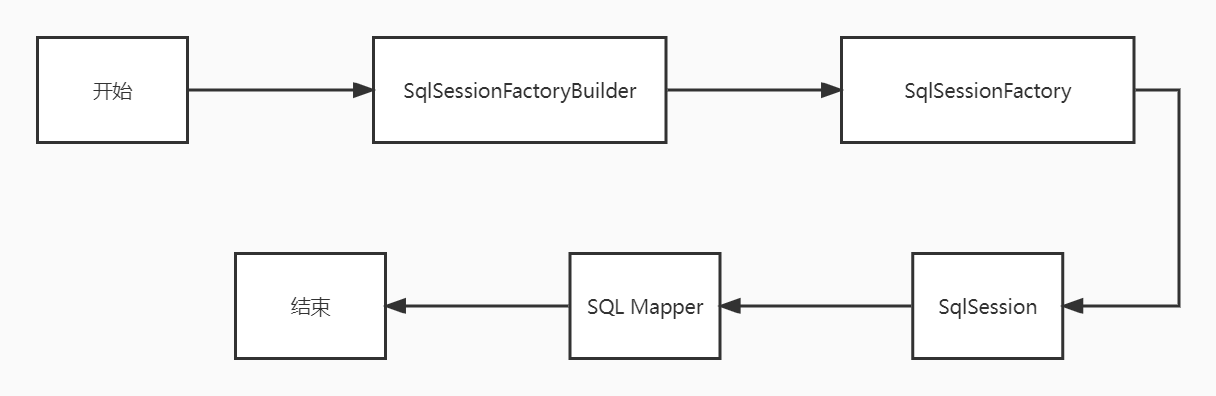 开始
SqlSessionFactoryBuilder
SqlSessionFactory
SqlSession
SQL Mapper
结束